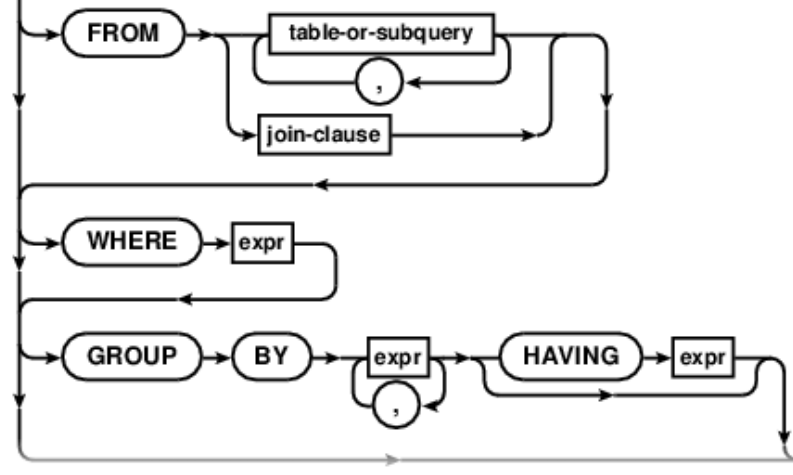 FROM table-or-subquery
,
join-clause
WHERE expr
GROUP BY expr HAVING expr
,